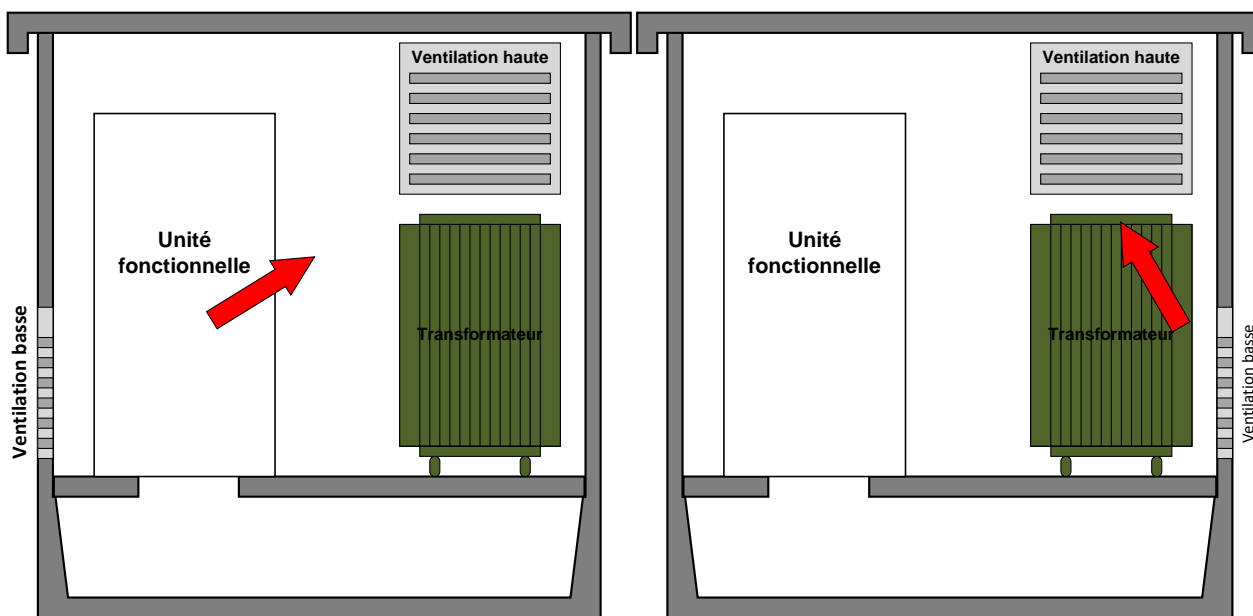 Ventilation haute
Unité
fonctionnelle
Transformateur
Ventilation basse
Ventilation haute
Unité
fonctionnelle
Transformateur
Ventilation basse